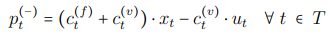 p_t^{(-)} = (c_t^{(f)} + c_t^{(v)}) · x_t − c_t^{(v)} · u_t ∀ t ∈ T